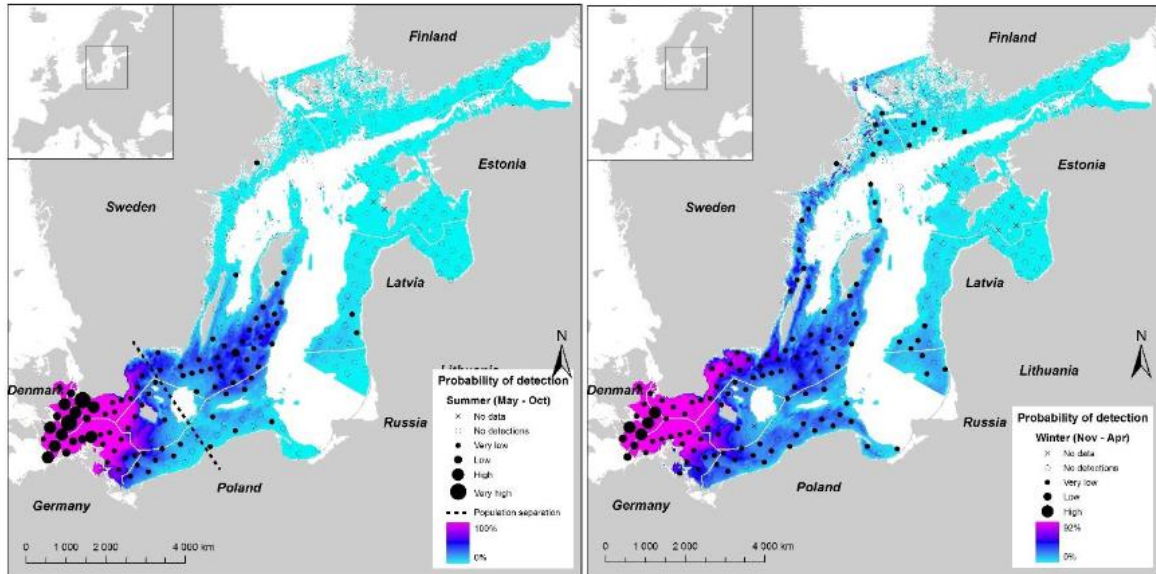 Finland
Estonia
Sweden
Latvia
N
Denmark
Lithuania
Probability of detection
Summer (May - Oct)
No data
No detections
Very low
Low
High
Very high
Population separation
100%
0%
Russia
Poland
Germany
0 1 000 2 000 4 000 km
Finland
Estonia
Sweden
Latvia
N
Denmark
Lithuania
Russia
Probability of detection
Winter (Nov - Apr)
No data
No detections
Very low
Low
High
92%
0%
Poland
Germany
0 1 000 2 000 4 000 km